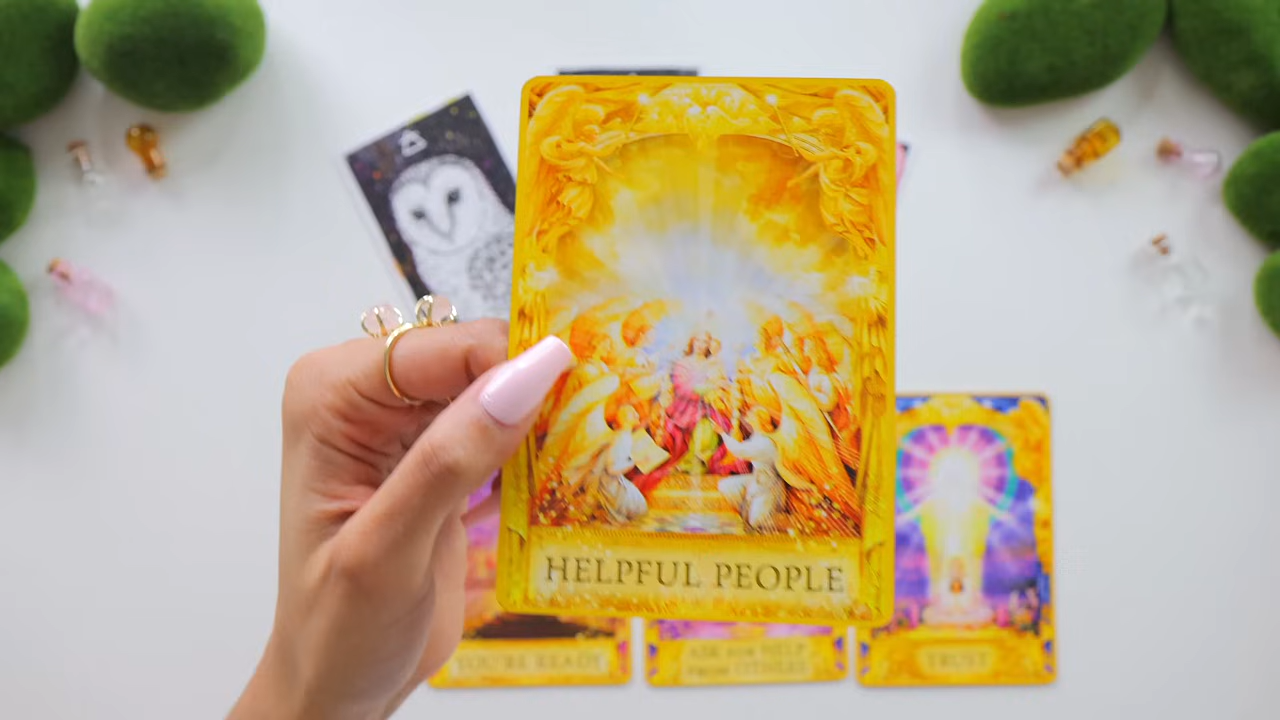 HELPFUL PEOPLE
YOU'RE READY
ASK FOR HELP
FROM OTHERS
TRUST